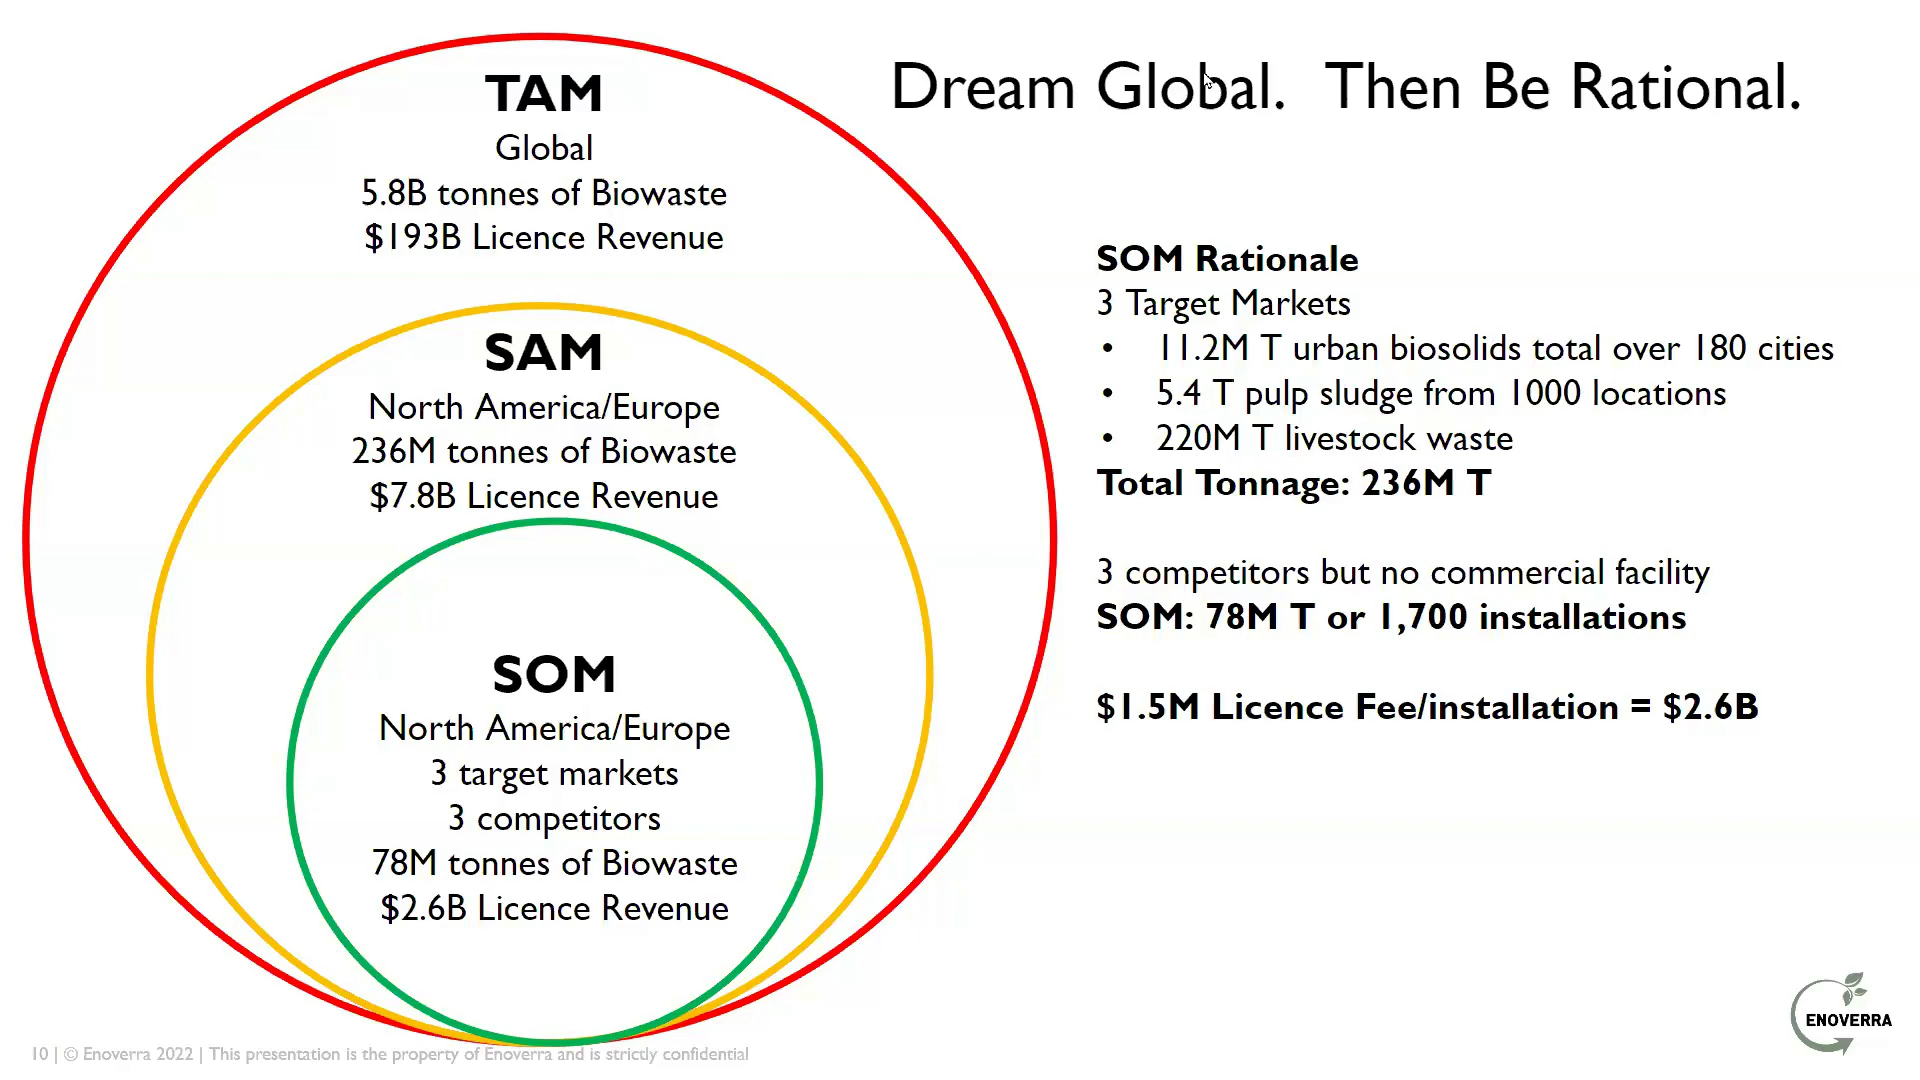 Dream Global. Then Be Rational.
TAM
Global
5.8B tonnes of Biowaste
$193B Licence Revenue
SAM
North America/Europe
236M tonnes of Biowaste
$7.8B Licence Revenue
SOM
North America/Europe
3 target markets
3 competitors
78M tonnes of Biowaste
$2.6B Licence Revenue
SOM Rationale
3 Target Markets
• 11.2M T urban biosolids total over 180 cities
• 5.4 T pulp sludge from 1000 locations
• 220M T livestock waste
Total Tonnage: 236M T
3 competitors but no commercial facility
SOM: 78M T or 1,700 installations
$1.5M Licence Fee/installation = $2.6B
ENOVERRA
10 | © Enoverra 2022 | This presentation is the property of Enoverra and is strictly confidential